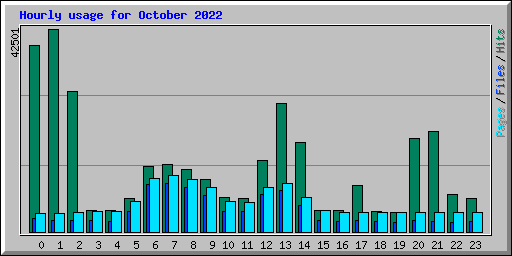 Hourly usage for October 2022
42501
Pages/Files/Hits
0 1 2 3 4 5 6 7 8 9 10 11 12 13 14 15 16 17 18 19 20 21 22 23